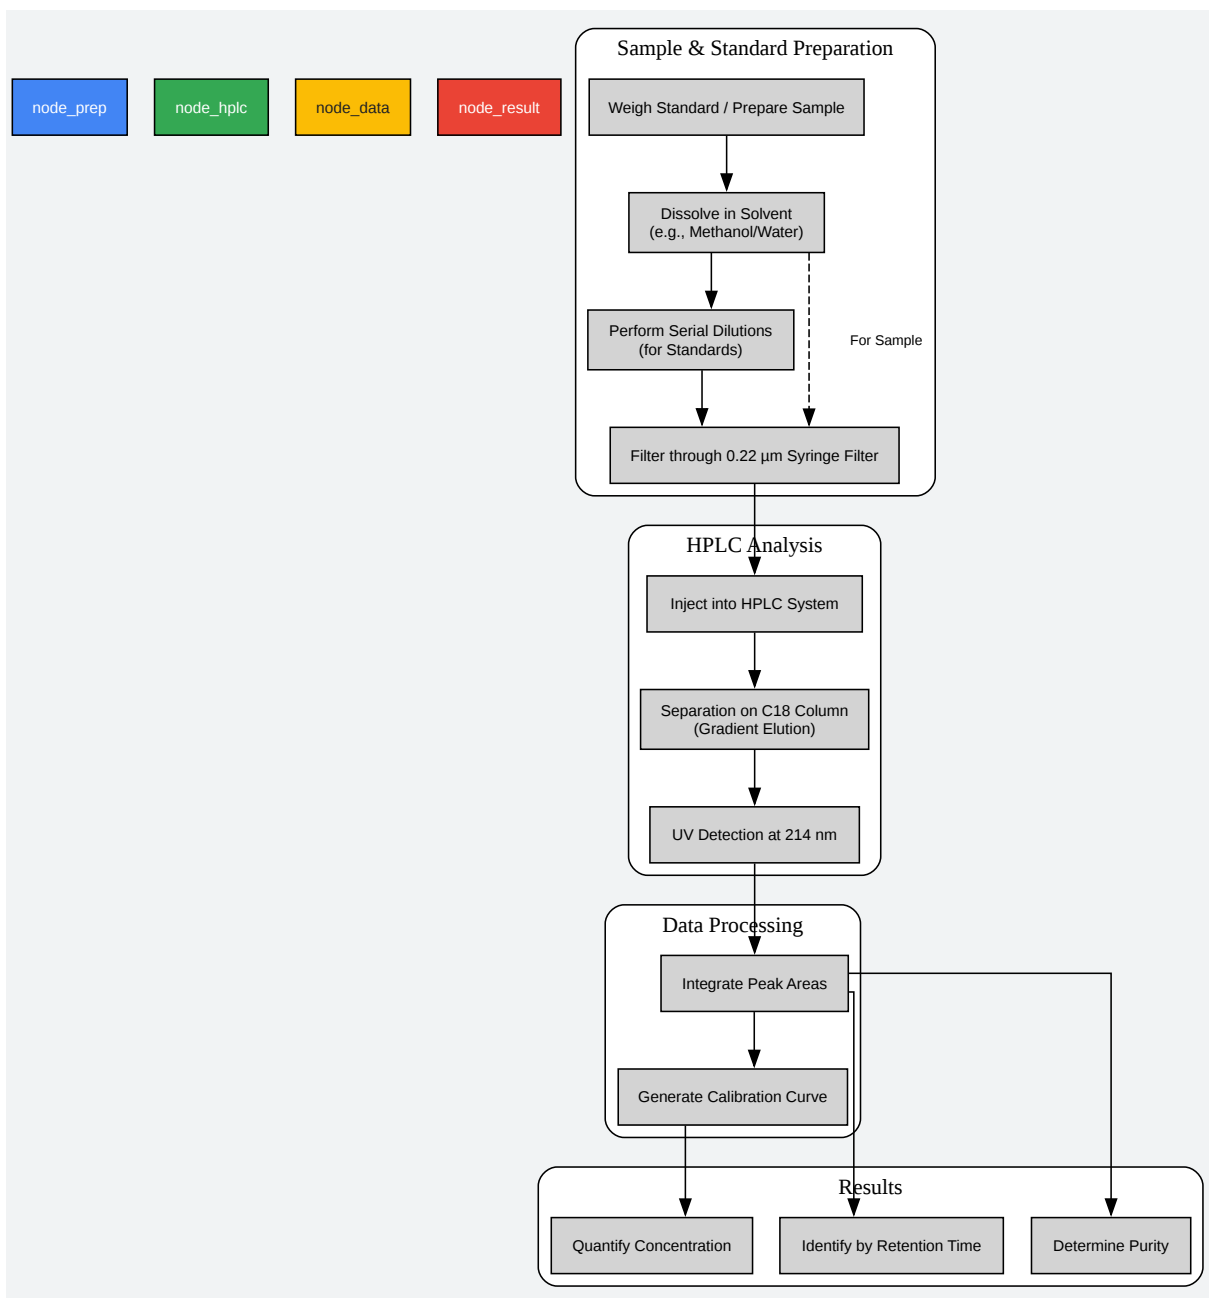 Sample & Standard Preparation
node_prep
node_hplc
node_data
node_result
Weigh Standard / Prepare Sample
Dissolve in Solvent
(e.g., Methanol/Water)
Perform Serial Dilutions
(for Standards)
For Sample
Filter through 0.22 µm Syringe Filter
HPLC Analysis
Inject into HPLC System
Separation on C18 Column
(Gradient Elution)
UV Detection at 214 nm
Data Processing
Integrate Peak Areas
Generate Calibration Curve
Results
Quantify Concentration
Identify by Retention Time
Determine Purity